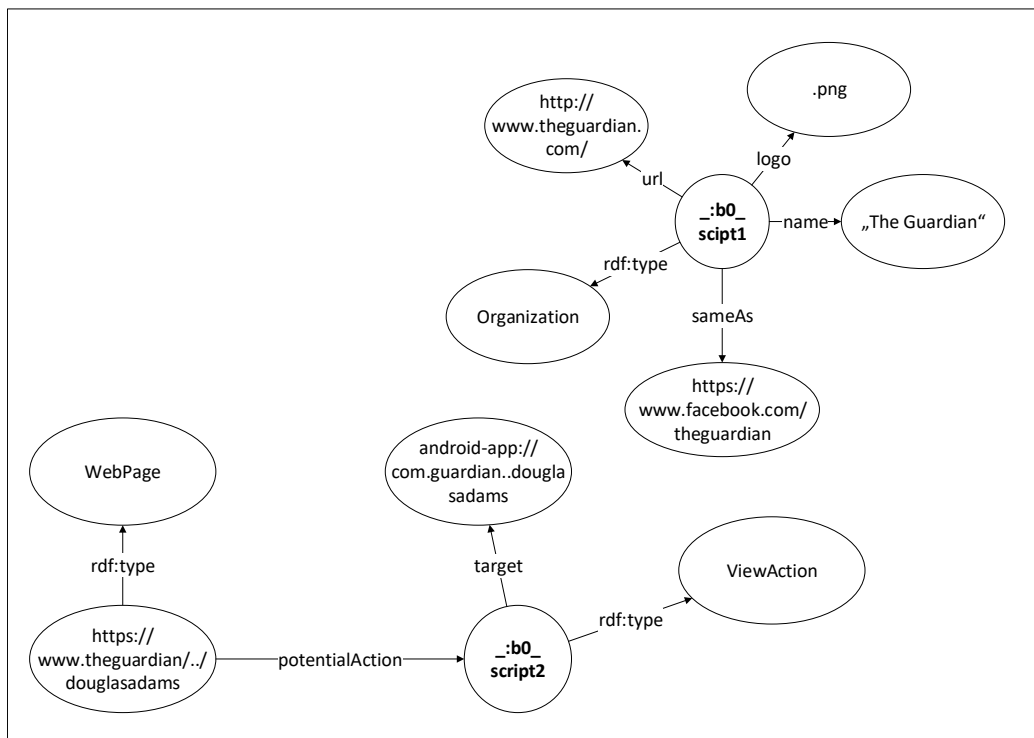 http://
www.theguardian.
com/
.png
url
logo
_:b0_
scipt1
name
„The Guardian“
rdf:type
Organization
sameAs
https://
www.facebook.com/
theguardian
WebPage
android-app://
com.guardian..dougla
sadams
rdf:type
target
ViewAction
rdf:type
https://
www.theguardian/../
douglasadams
potentialAction
_:b0_
script2